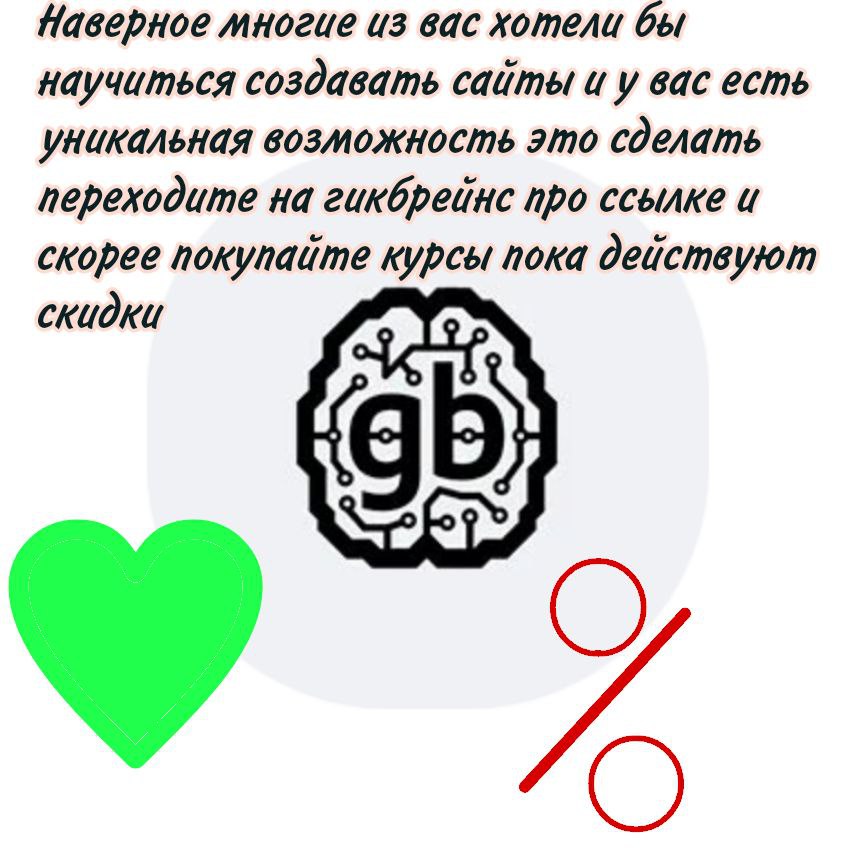 Наверное многие из вас хотели бы
научиться создавать сайты и у вас есть
уникальная возможность это сделать
переходите на гикбрейнс про ссылке и
скорее покупайте курсы пока действуют
скидки
gb
%